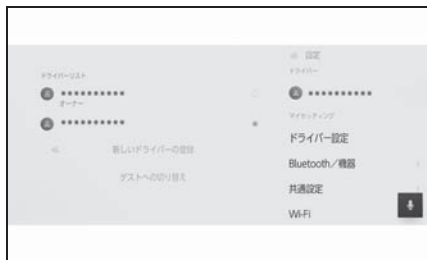 設定
ドライバー
ドライバーリスト
**********
**********
オーナー
マイセッティング
**********
ドライバー設定
新しいドライバーの登録
Bluetooth／機器
ゲストへの切り替え
共通設定
Wi-Fi